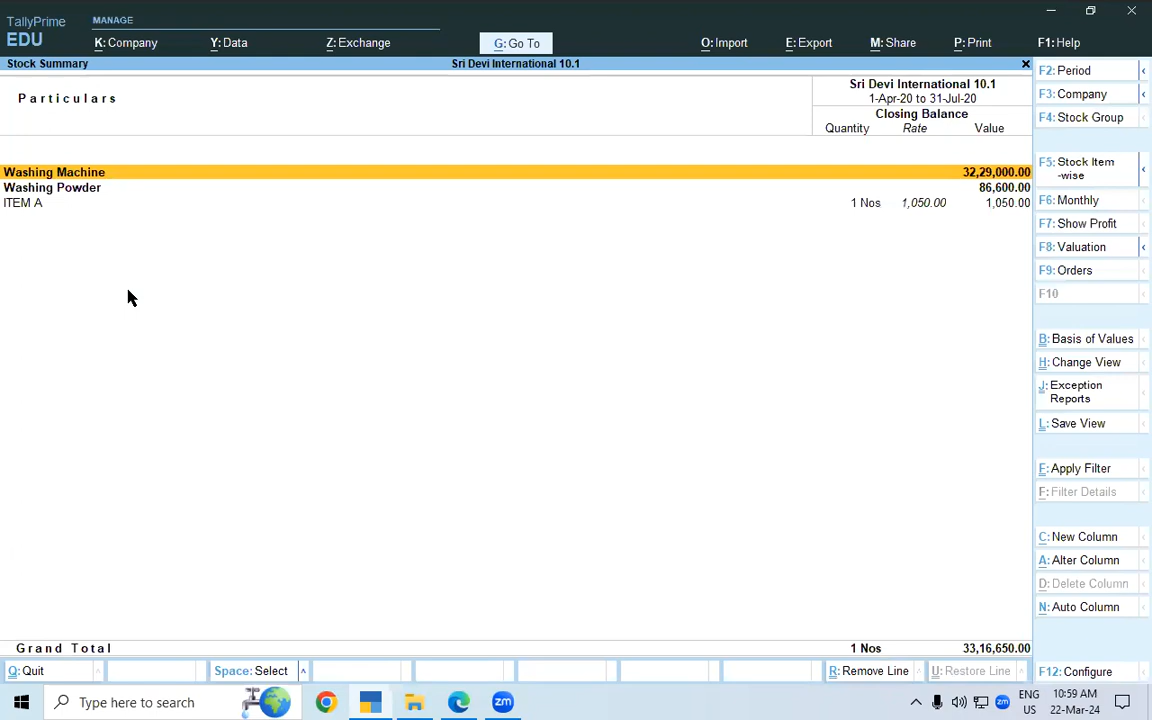 TallyPrime
EDU
MANAGE
K: Company
Y: Data
Z: Exchange
G: Go To
O: Import
E: Export
M: Share
P: Print
F1: Help
Stock Summary
Sri Devi International 10.1
Particulars
Sri Devi International 10.1
1-Apr-20 to 31-Jul-20
Closing Balance
Quantity Rate Value
Washing Machine 32,29,000.00
Washing Powder 86,600.00
ITEM A 1 Nos 1,050.00 1,050.00
Grand Total 1 Nos 33,16,650.00
F2: Period
F3: Company
F4: Stock Group
F5: Stock Item
-wise
F6: Monthly
F7: Show Profit
F8: Valuation
F9: Orders
F10
B: Basis of Values
H: Change View
J: Exception
Reports
L: Save View
F: Apply Filter
F: Filter Details
C: New Column
A: Alter Column
D: Delete Column
N: Auto Column
Q: Quit
Space: Select
R: Remove Line
U: Restore Line
F12: Configure
Type here to search
zm
zm
ENG
US
10:59 AM
22-Mar-24